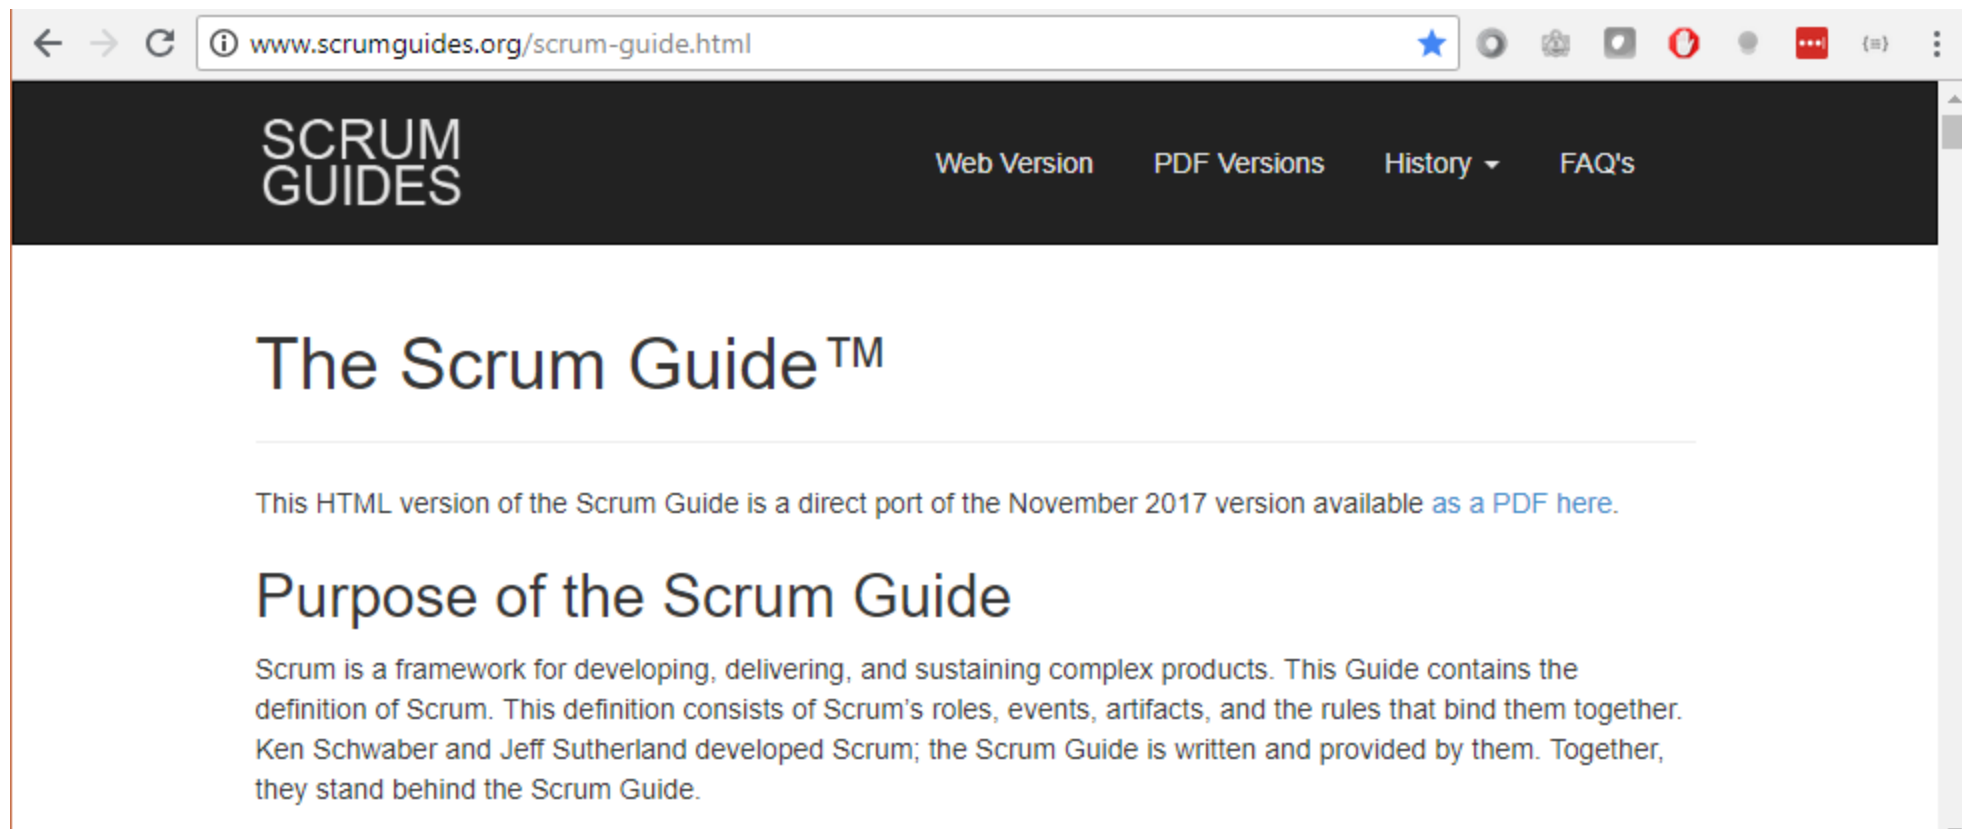 www.scrumguides.org/scrum-guide.html
SCRUM
GUIDES
Web Version PDF Versions History FAQ's
The Scrum Guide™
This HTML version of the Scrum Guide is a direct port of the November 2017 version available as a PDF here.
Purpose of the Scrum Guide
Scrum is a framework for developing, delivering, and sustaining complex products. This Guide contains the
definition of Scrum. This definition consists of Scrum’s roles, events, artifacts, and the rules that bind them together.
Ken Schwaber and Jeff Sutherland developed Scrum; the Scrum Guide is written and provided by them. Together,
they stand behind the Scrum Guide.